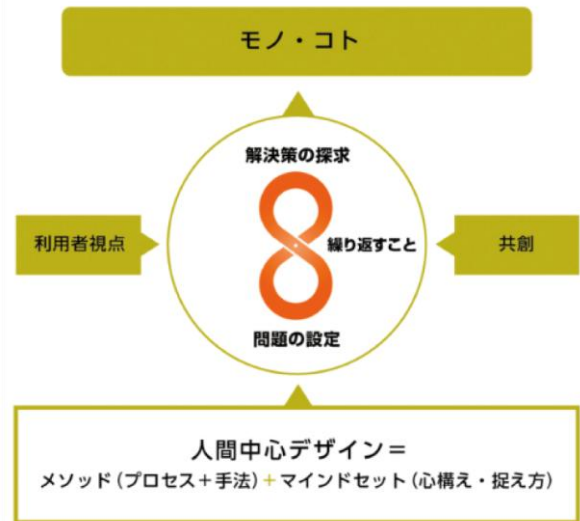 モノ・コト
解決策の探求
利用者視点
繰り返すこと
共創
問題の設定
人間中心デザイン＝
メソッド（プロセス＋手法）＋マインドセット（心構え・捉え方）